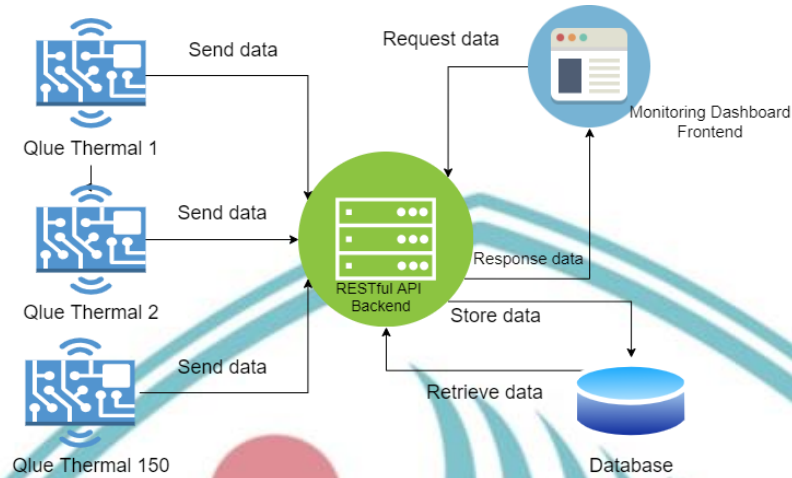 Send data
Request data
Monitoring Dashboard
Frontend
Qlue Thermal 1
Send data
Qlue Thermal 2
RESTful API
Backend
Response data
Store data
Send data
Retrieve data
Qlue Thermal 150
Database